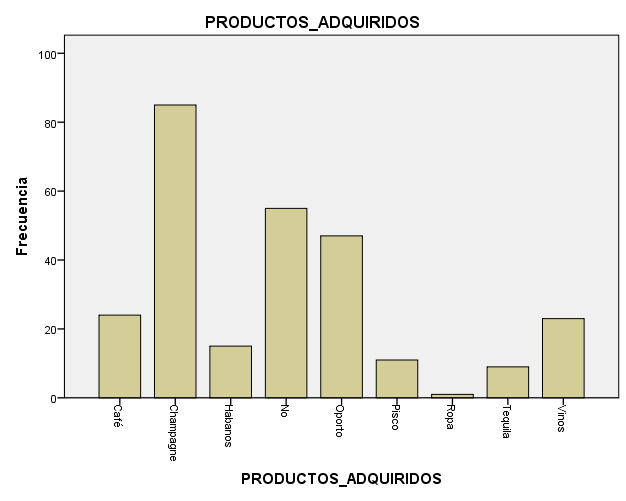 PRODUCTOS_ADQUIRIDOS
100
80
60
40
20
0
Frecuencia
Café
Champagne
Habanos
No
Oporto
Pisco
Ropa
Tequila
Vinos
PRODUCTOS_ADQUIRIDOS